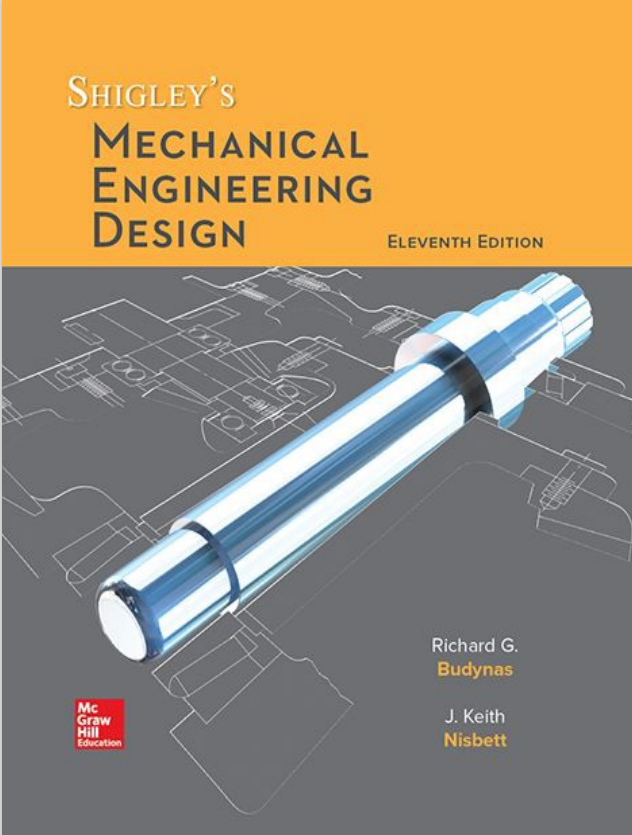 SHIGLEY'S
MECHANICAL
ENGINEERING
DESIGN
ELEVENTH EDITION
Richard G.
Budynas
J. Keith
Nisbett
Mc
Graw
Hill
Education